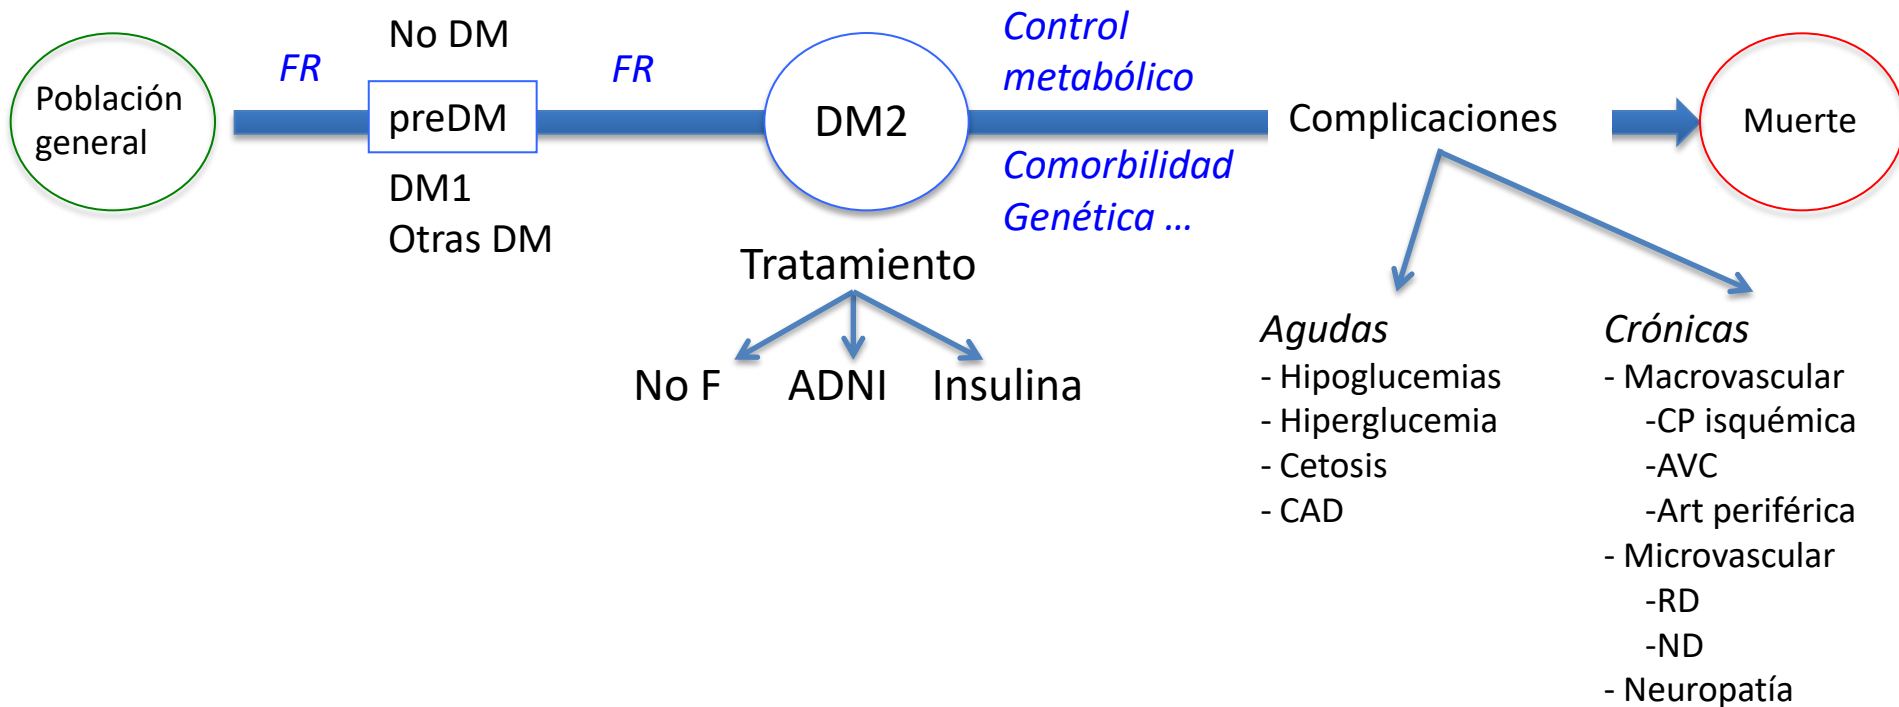 Población
general
FR
No DM
preDM
DM1
Otras DM
FR
DM2
Control
metabólico
Comorbilidad
Genética ...
Complicaciones
Muerte
Tratamiento
No F
ADNI
Insulina
Agudas
- Hipoglucemias
- Hiperglucemia
- Cetosis
- CAD
Crónicas
- Macrovascular
-CP isquémica
-AVC
-Art periférica
- Microvascular
-RD
-ND
- Neuropatía